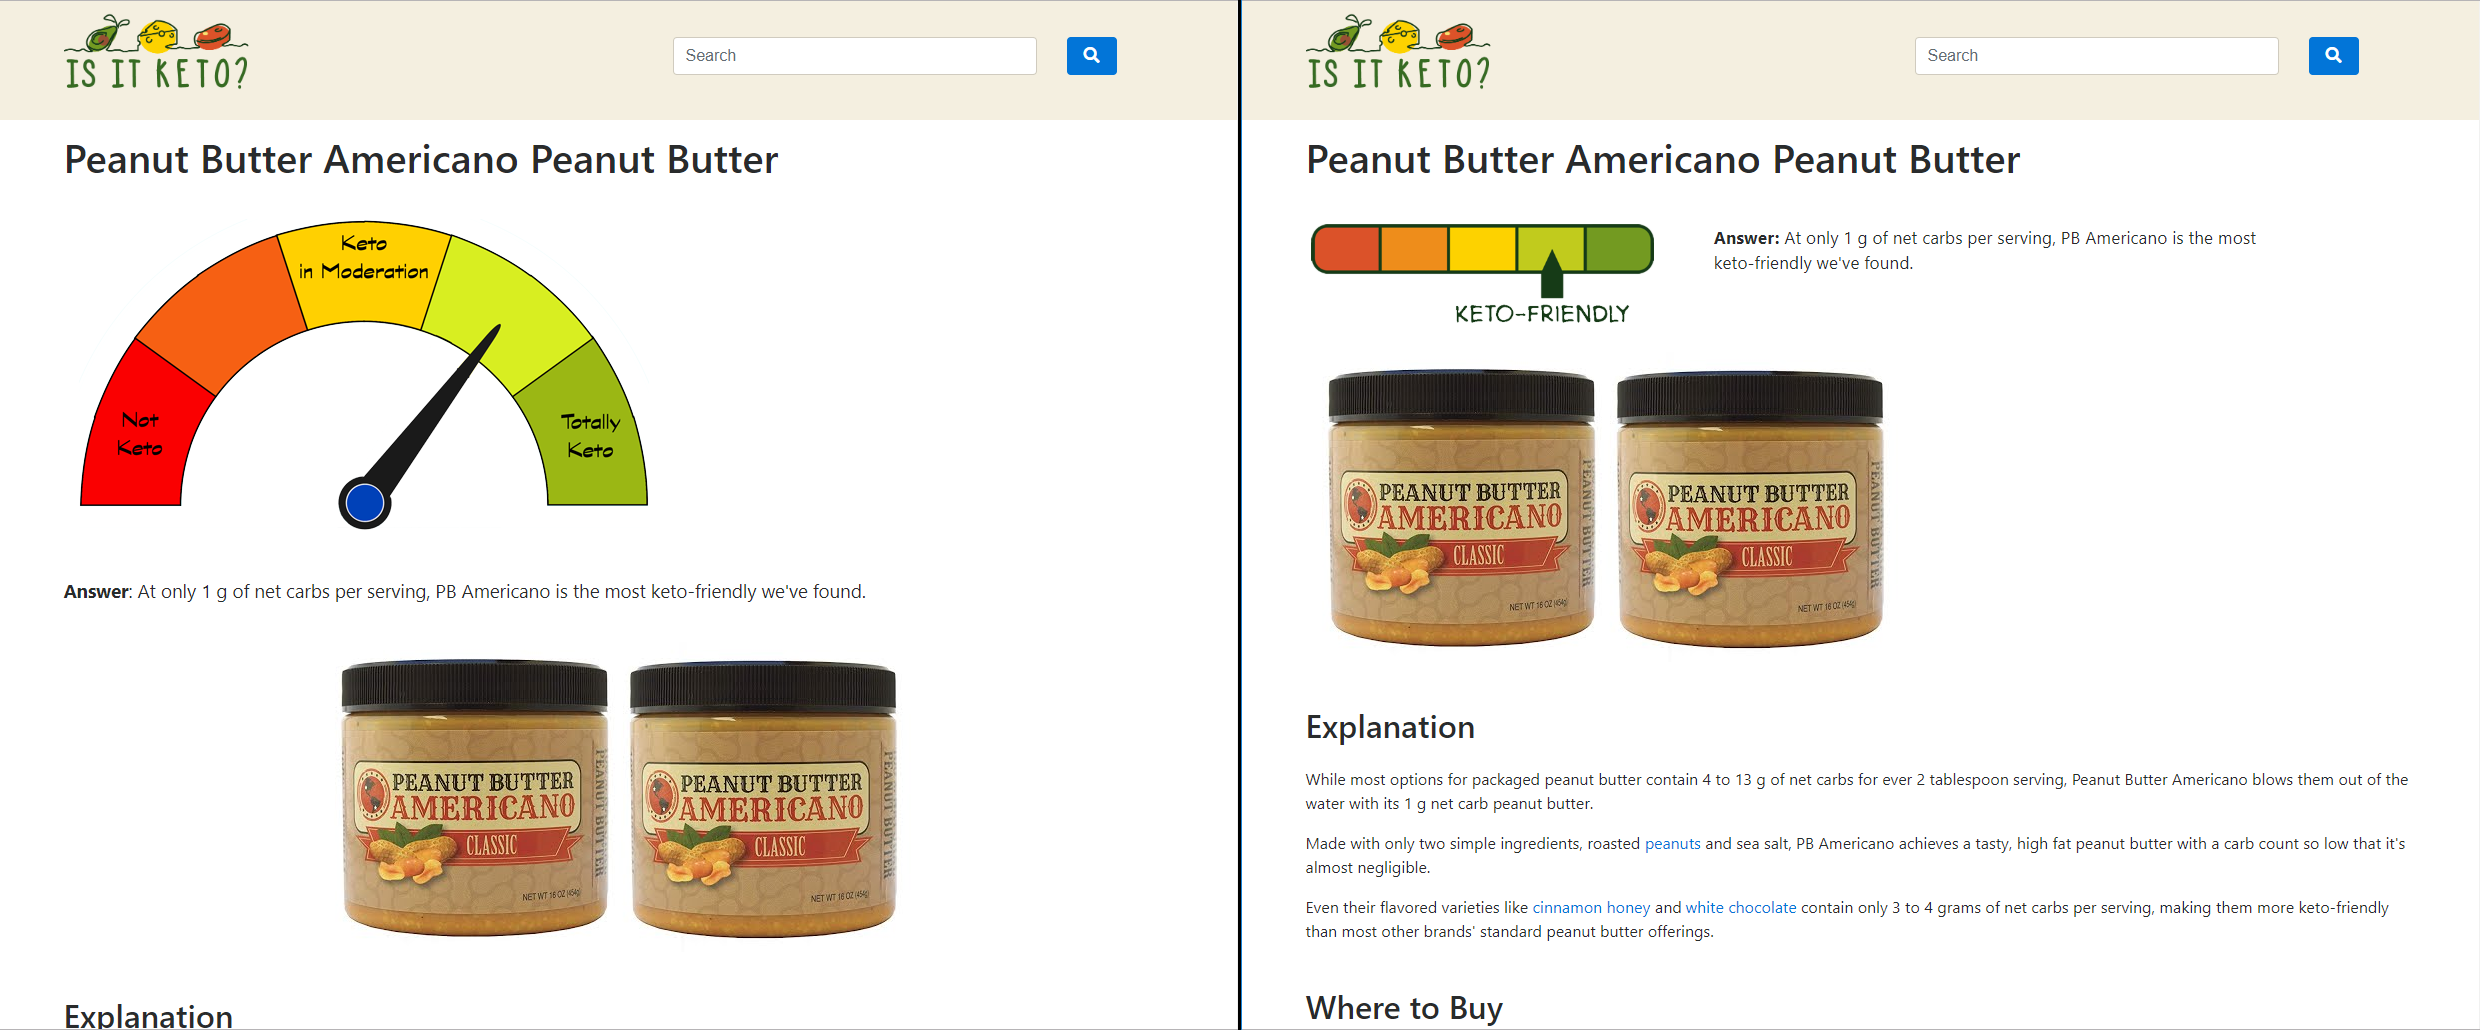 IS IT KETO?
Search
Peanut Butter Americano Peanut Butter
Keto
in Moderation
Not
Keto
Totally
Keto
Answer: At only 1 g of net carbs per serving, PB Americano is the most keto-friendly we've found.
PEANUT BUTTER
AMERICANO
CLASSIC
NET WT 16 OZ (454g)
PEANUT BUTTER
PEANUT BUTTER
AMERICANO
CLASSIC
NET WT 16 OZ (454g)
PEANUT BUTTER
Explanation
IS IT KETO?
Search
Peanut Butter Americano Peanut Butter
KETO-FRIENDLY
Answer: At only 1 g of net carbs per serving, PB Americano is the most
keto-friendly we've found.
PEANUT BUTTER
AMERICANO
CLASSIC
NET WT 16 OZ (454g)
PEANUT BUTTER
PEANUT BUTTER
AMERICANO
CLASSIC
NET WT 16 OZ (454g)
PEANUT BUTTER
Explanation
While most options for packaged peanut butter contain 4 to 13 g of net carbs for ever 2 tablespoon serving, Peanut Butter Americano blows them out of the
water with its 1 g net carb peanut butter.
Made with only two simple ingredients, roasted peanuts and sea salt, PB Americano achieves a tasty, high fat peanut butter with a carb count so low that it's
almost negligible.
Even their flavored varieties like cinnamon honey and white chocolate contain only 3 to 4 grams of net carbs per serving, making them more keto-friendly
than most other brands' standard peanut butter offerings.
Where to Buy